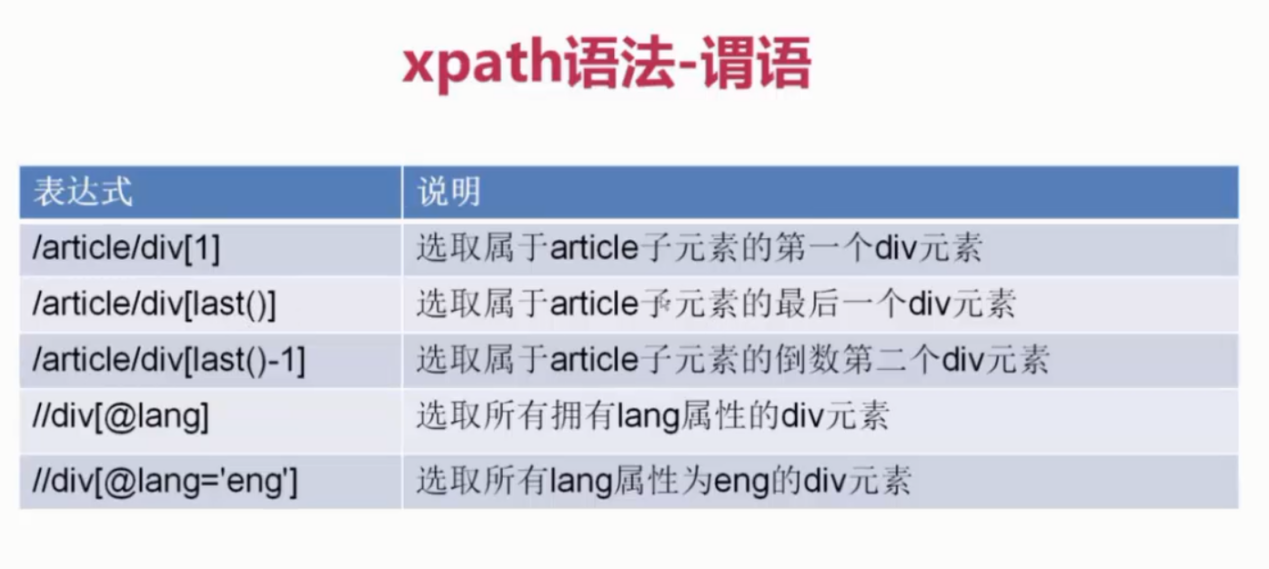 xpath语法-谓语
表达式 说明
/article/div[1] 选取属于article子元素的第一个div元素
/article/div[last()] 选取属于article子元素的最后一个div元素
/article/div[last()-1] 选取属于article子元素的倒数第二个div元素
//div[@lang] 选取所有拥有lang属性的div元素
//div[@lang='eng'] 选取所有lang属性为eng的div元素